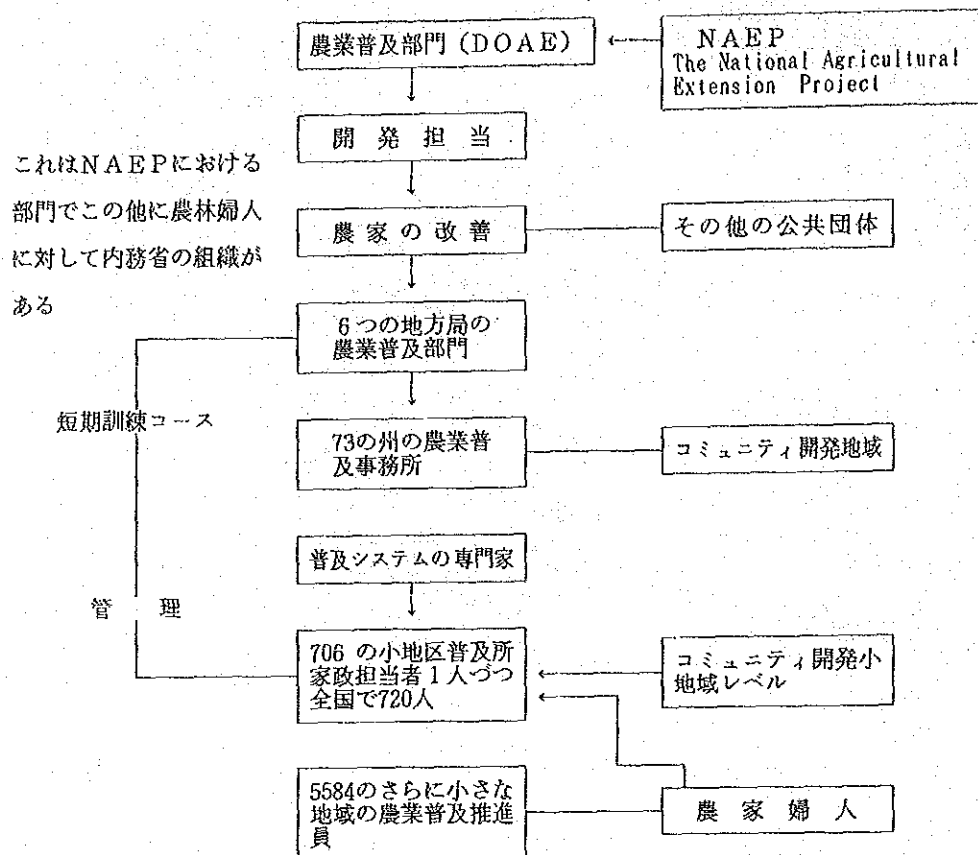 農業普及部門(DOAE)
NAEP
The National Agricultural
Extension Project
開発担当
これはNAEPにおける
部門でこの他に農林婦人
に対して内務省の組織が
ある
農家の改善
その他の公共団体
6つの地方局の
農業普及部門
短期訓練コース
73の州の農業普
及事務所
コミュニティ開発地域
普及システムの専門家
管理
706の小地区普及所
家政担当者1人づつ
全国で720人
コミュニティ開発小
地域レベル
5584のさらに小さな
地域の農業普及推進
員
農家婦人